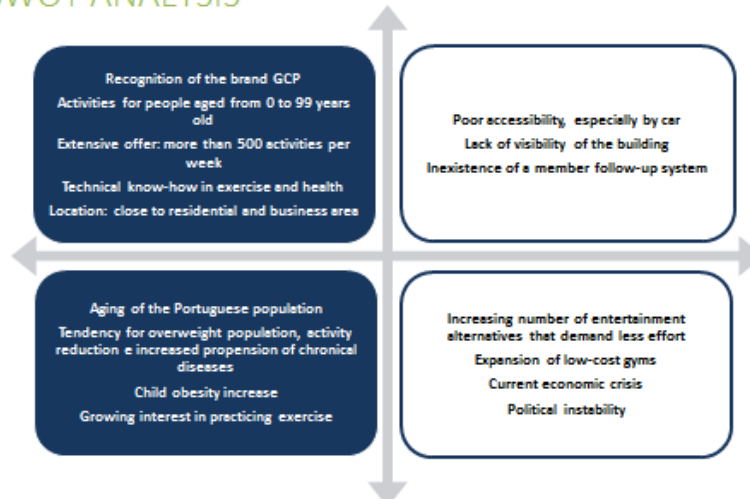 SWOT ANALYSIS
Recognition of the brand GCP
Activities for people aged from 0 to 99 years
old
Extensive offer: more than 500 activities per
week
Technical know-how in exercise and health
Location: close to residential and business area
Poor accessibility, especially by car
Lack of visibility of the building
Inexistence of a member follow-up system
Aging of the Portuguese population
Tendency for overweight population, activity
reduction e increased propension of chronical
diseases
Child obesity increase
Growing interest in practicing exercise
Increasing number of entertainment
alternatives that demand less effort
Expansion of low-cost gyms
Current economic crisis
Political instability